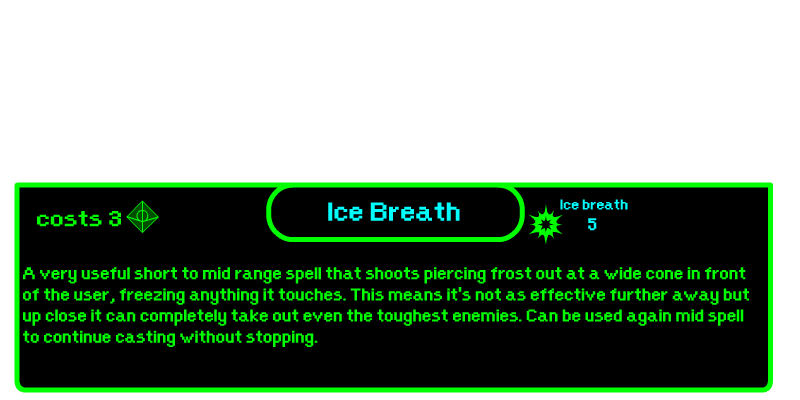 costs 3
Ice Breath
Ice breath
5
A very useful short to mid range spell that shoots piercing frost out at a wide cone in front
of the user, freezing anything it touches. This means it's not as effective further away but
up close it can completely take out even the toughest enemies. Can be used again mid spell
to continue casting without stopping.